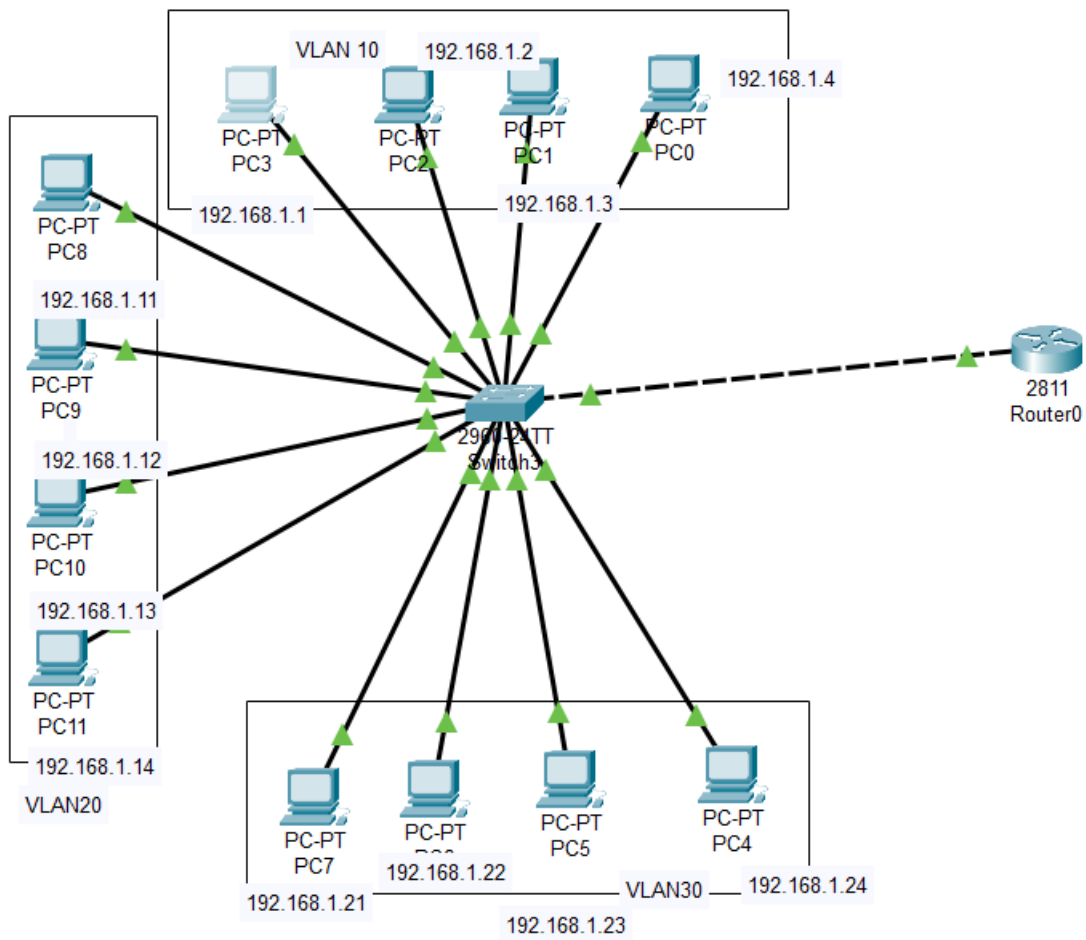 VLAN 10
192.168.1.2
192.168.1.4
PC-PT
PC3
PC-PT
PC2
PC-PT
PC1
PC-PT
PC0
192.168.1.1
192.168.1.3
PC-PT
PC8
192.168.1.11
PC-PT
PC9
192.168.1.12
PC-PT
PC10
192.168.1.13
PC-PT
PC11
192.168.1.14
VLAN20
2960-24TT
Switch3
2811
Router0
PC-PT
PC7
PC-PT
PC-PT
PC5
PC-PT
PC4
192.168.1.21
192.168.1.22
192.168.1.23
VLAN30
192.168.1.24